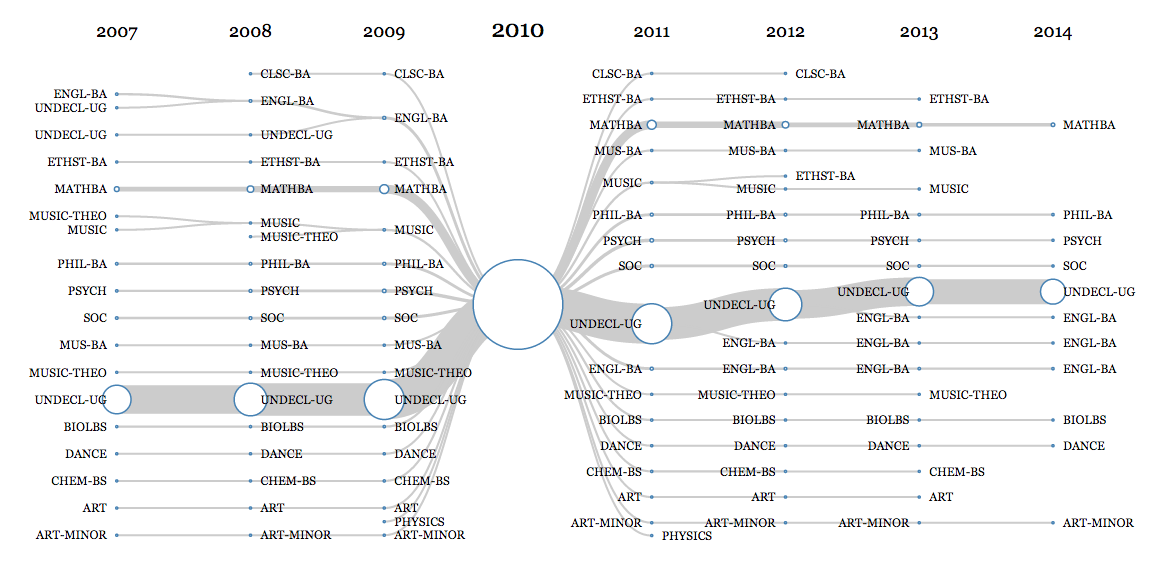 2007 2008 2009 2010 2011 2012 2013 2014
CLSC-BA CLSC-BA CLSC-BA CLSC-BA
ENGL-BA ENGL-BA ETHST-BA ETHST-BA ETHST-BA
UNDECL-UG ENGL-BA MATHBA MATHBA MATHBA MATHBA
UNDECL-UG UNDECL-UG MUS-BA MUS-BA MUS-BA
ETHST-BA ETHST-BA ETHST-BA ETHST-BA
MATHBA MATHBA MATHBA MUSIC MUSIC MUSIC
MUSIC-THEO MUSIC PHIL-BA PHIL-BA PHIL-BA PHIL-BA
MUSIC MUSIC-THEO MUSIC PSYCH PSYCH PSYCH PSYCH
PHIL-BA PHIL-BA PHIL-BA SOC SOC SOC SOC
PSYCH PSYCH PSYCH UNDECL-UG UNDECL-UG
SOC SOC SOC UNDECL-UG UNDECL-UG ENGL-BA ENGL-BA
MUS-BA MUS-BA MUS-BA ENGL-BA ENGL-BA ENGL-BA
MUSIC-THEO MUSIC-THEO MUSIC-THEO ENGL-BA ENGL-BA ENGL-BA ENGL-BA
UNDECL-UG UNDECL-UG UNDECL-UG MUSIC-THEO MUSIC-THEO MUSIC-THEO
BIOLBS BIOLBS BIOLBS BIOLBS BIOLBS BIOLBS BIOLBS
DANCE DANCE DANCE DANCE DANCE DANCE DANCE
CHEM-BS CHEM-BS CHEM-BS CHEM-BS CHEM-BS CHEM-BS
ART ART ART ART ART ART
PHYSICS ART-MINOR ART-MINOR ART-MINOR ART-MINOR
ART-MINOR ART-MINOR ART-MINOR PHYSICS